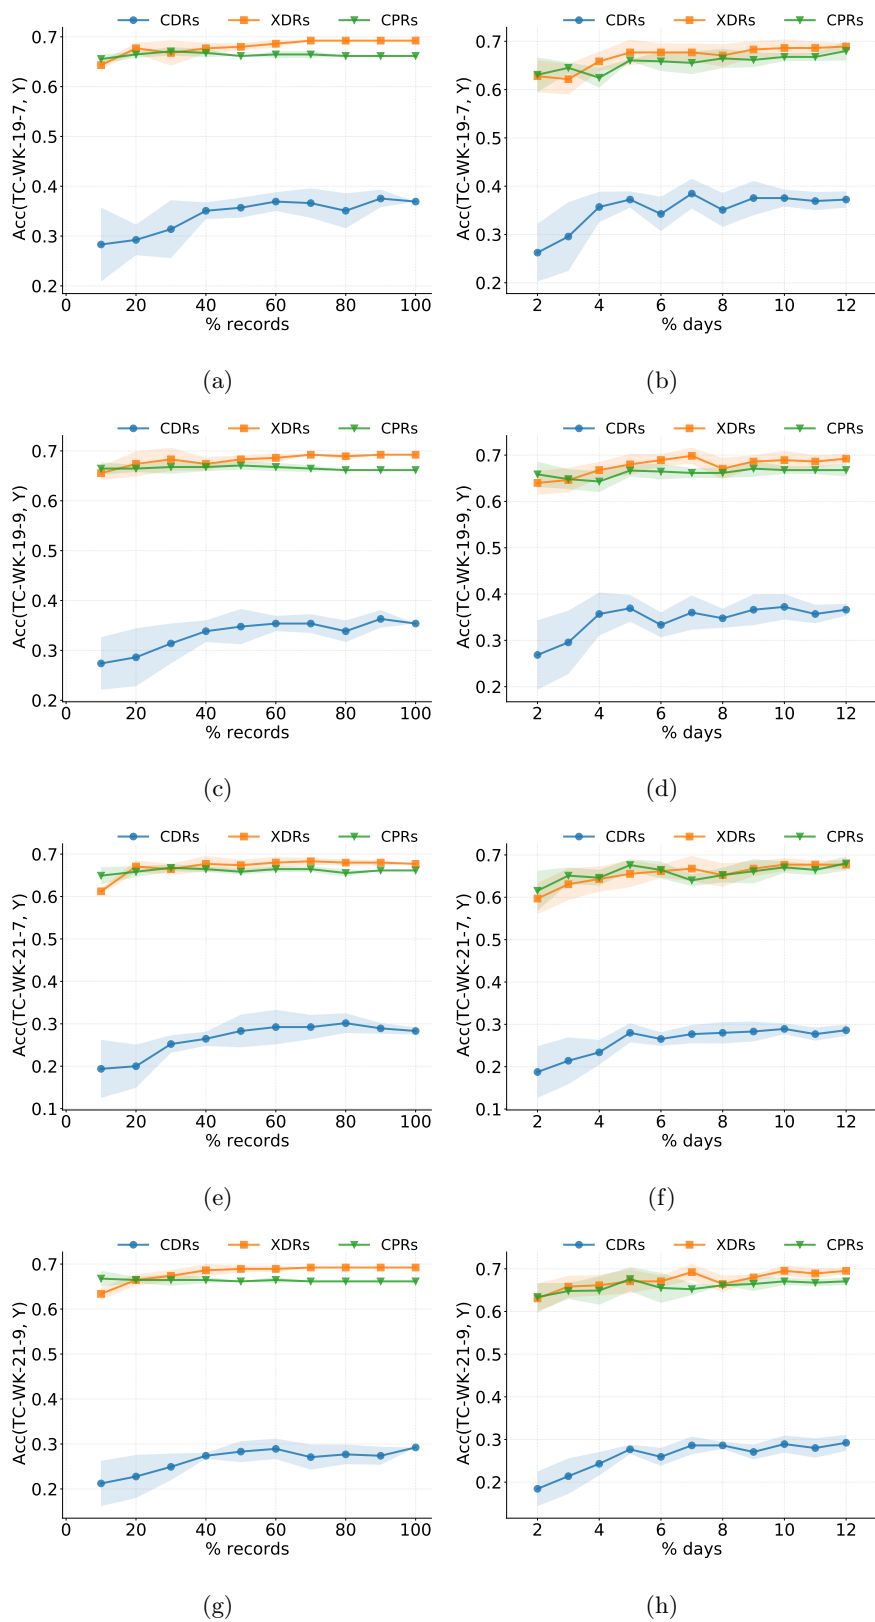 CDRs XDRs CPRs
Acc(TC-WK-19-7, Y)
0.7
0.6
0.5
0.4
0.3
0.2
0 20 40 60 80 100
% records
(a)
CDRs XDRs CPRs
Acc(TC-WK-19-7, Y)
0.7
0.6
0.5
0.4
0.3
0.2
2 4 6 8 10 12
% days
(b)
CDRs XDRs CPRs
Acc(TC-WK-19-9, Y)
0.7
0.6
0.5
0.4
0.3
0.2
0 20 40 60 80 100
% records
(c)
CDRs XDRs CPRs
Acc(TC-WK-19-9, Y)
0.7
0.6
0.5
0.4
0.3
0.2
2 4 6 8 10 12
% days
(d)
CDRs XDRs CPRs
Acc(TC-WK-21-7, Y)
0.7
0.6
0.5
0.4
0.3
0.2
0.1
0 20 40 60 80 100
% records
(e)
CDRs XDRs CPRs
Acc(TC-WK-21-7, Y)
0.7
0.6
0.5
0.4
0.3
0.2
0.1
2 4 6 8 10 12
% days
(f)
CDRs XDRs CPRs
Acc(TC-WK-21-9, Y)
0.7
0.6
0.5
0.4
0.3
0.2
0 20 40 60 80 100
% records
(g)
CDRs XDRs CPRs
Acc(TC-WK-21-9, Y)
0.7
0.6
0.5
0.4
0.3
0.2
2 4 6 8 10 12
% days
(h)